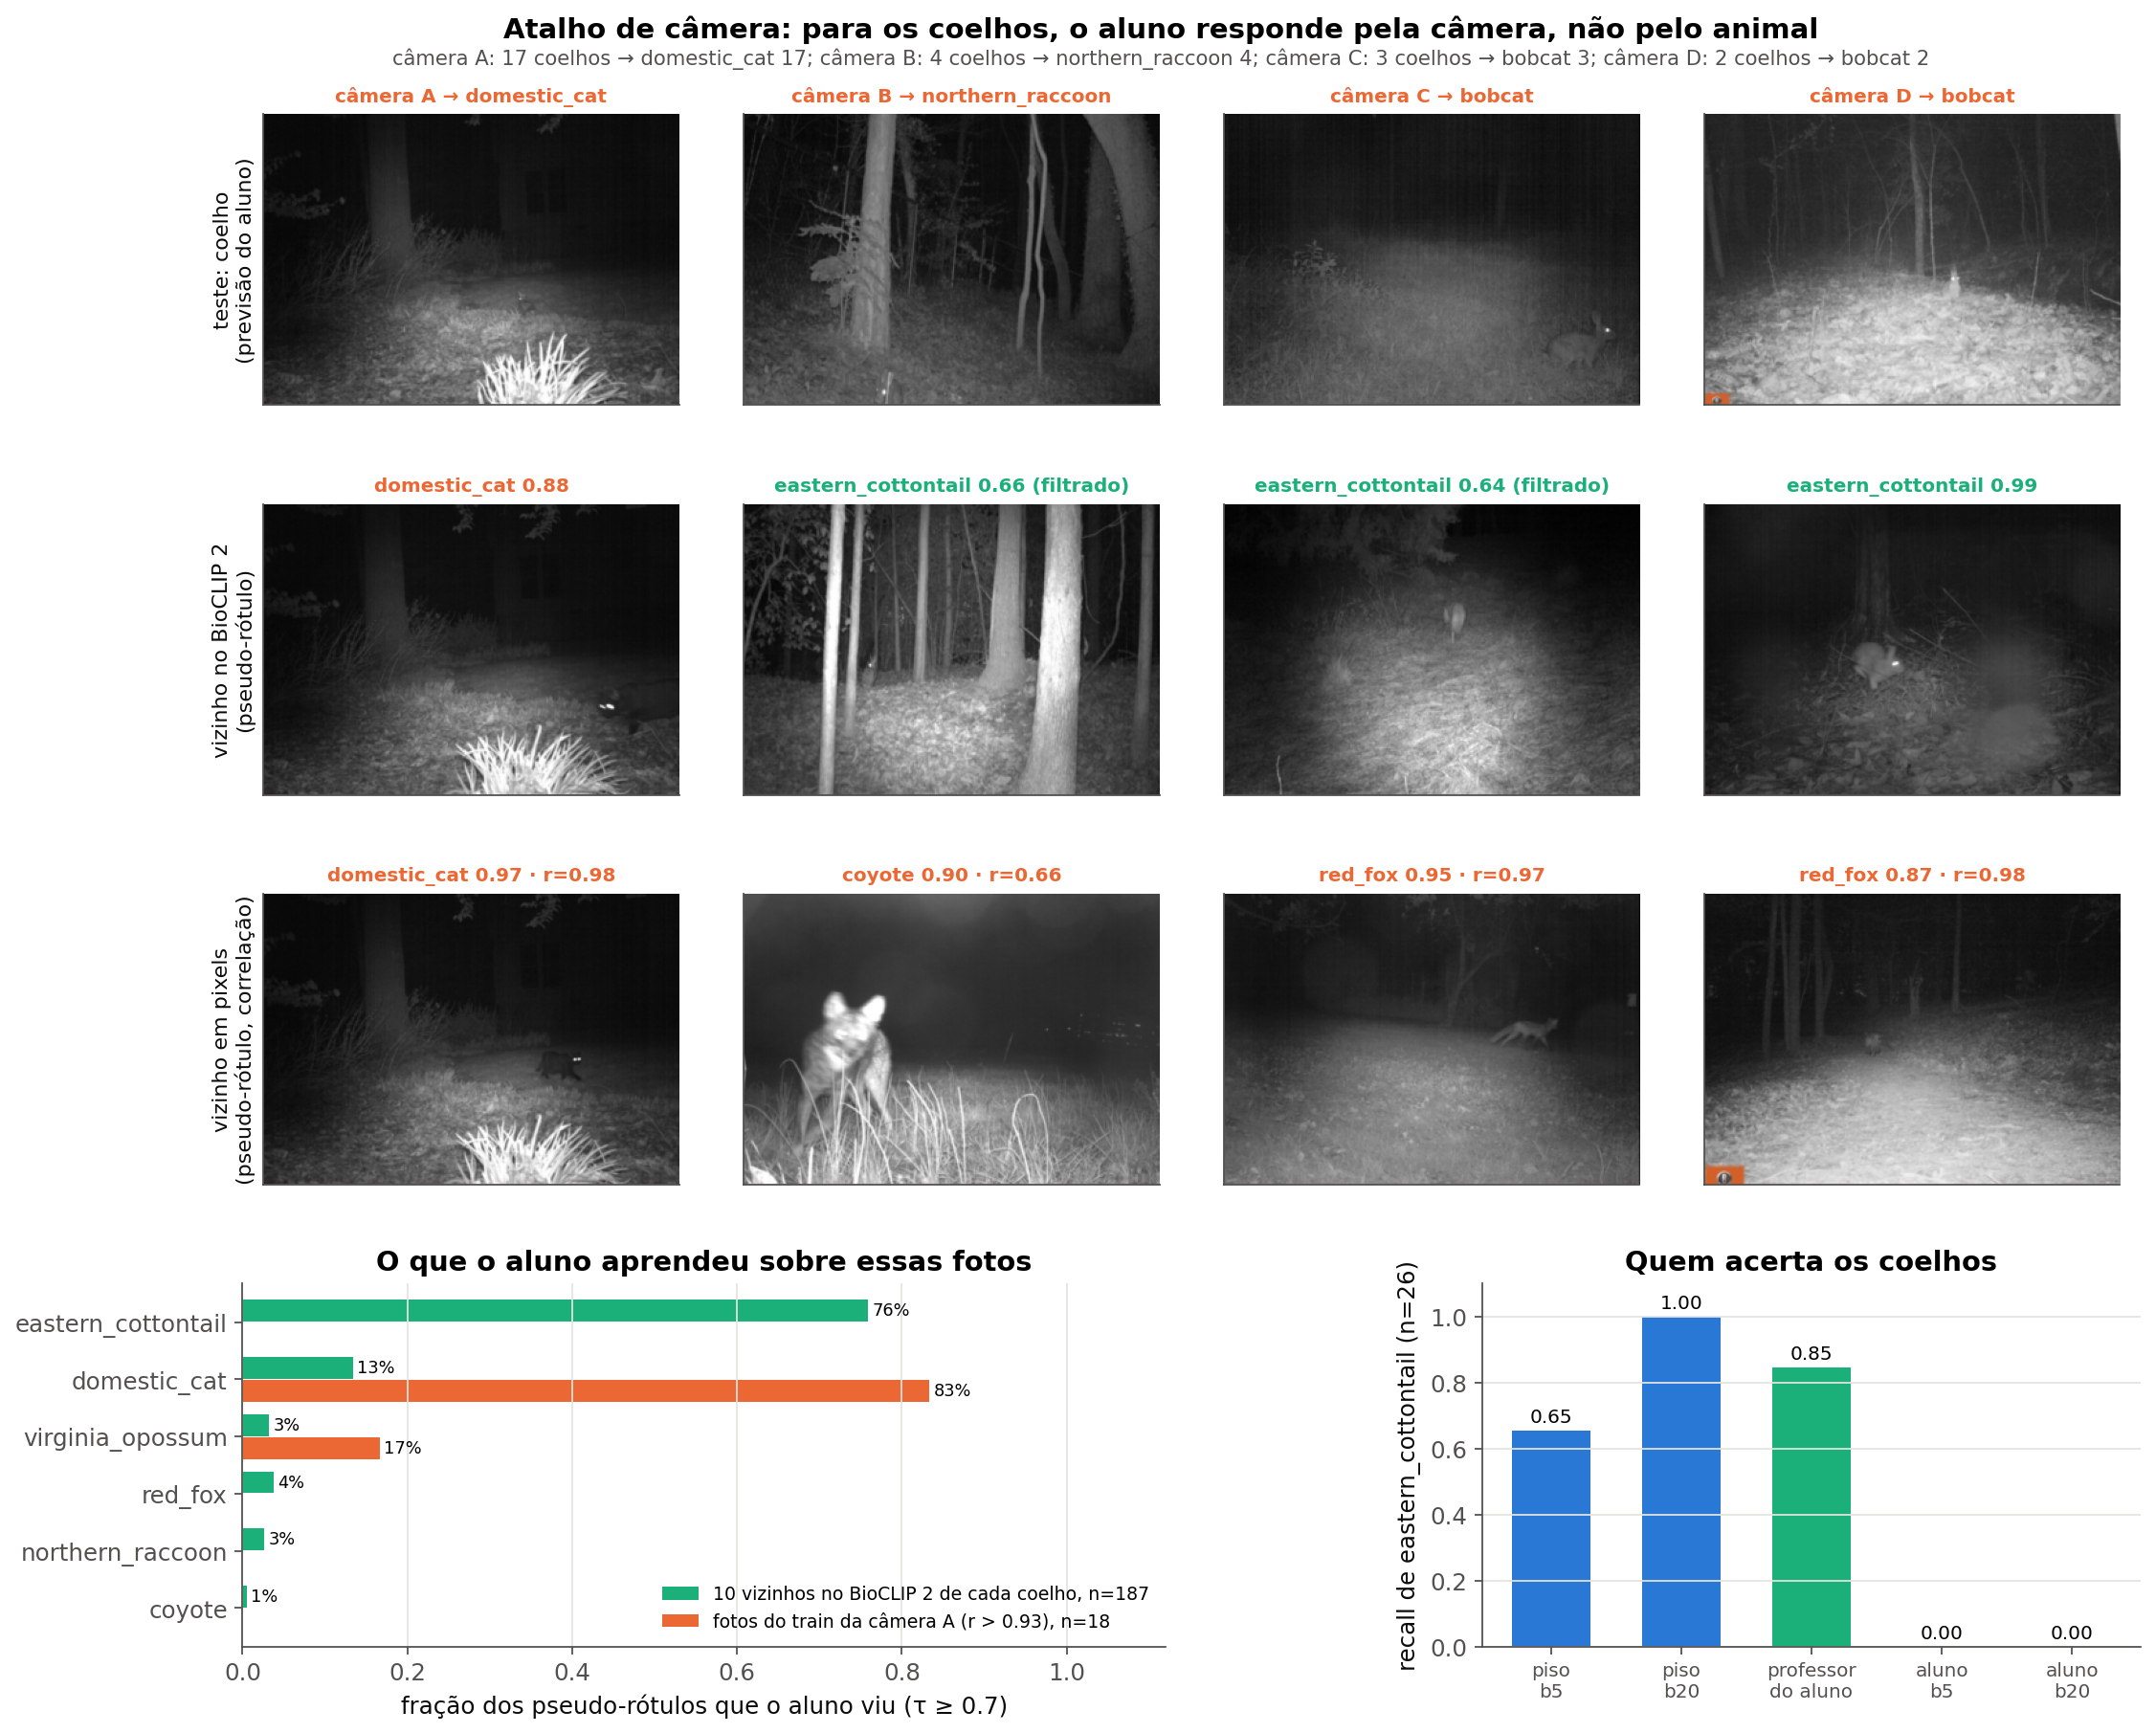 Atalho de câmera: para os coelhos, o aluno responde pela câmera, não pelo animal
câmera A: 17 coelhos → domestic_cat 17; câmera B: 4 coelhos → northern_raccoon 4; câmera C: 3 coelhos → bobcat 3; câmera D: 2 coelhos → bobcat 2
câmera A → domestic_cat
câmera B → northern_raccoon
câmera C → bobcat
câmera D → bobcat
teste: coelho
(previsão do aluno)
domestic_cat 0.88
eastern_cottontail 0.66 (filtrado)
eastern_cottontail 0.64 (filtrado)
eastern_cottontail 0.99
vizinho no BioCLIP 2
(pseudo-rótulo)
domestic_cat 0.97 · r=0.98
coyote 0.90 · r=0.66
red_fox 0.95 · r=0.97
red_fox 0.87 · r=0.98
vizinho em pixels
(pseudo-rótulo, correlação)
O que o aluno aprendeu sobre essas fotos
eastern_cottontail
76%
domestic_cat
13%
83%
virginia_opossum
3%
17%
red_fox
4%
northern_raccoon
3%
coyote
1%
10 vizinhos no BioCLIP 2 de cada coelho, n=187
fotos do train da câmera A (r > 0.93), n=18
0.0 0.2 0.4 0.6 0.8 1.0
fração dos pseudo-rótulos que o aluno viu (τ ≥ 0.7)
Quem acerta os coelhos
recall de eastern_cottontail (n=26)
1.0
0.8
0.6
0.4
0.2
0.0
0.65
1.00
0.85
0.00
0.00
piso
b5
piso
b20
professor
do aluno
aluno
b5
aluno
b20